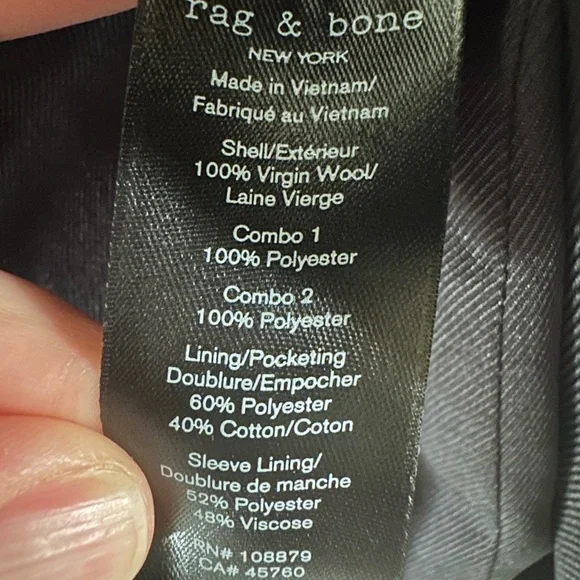 rag & bone
NEW YORK
Made in Vietnam/
Fabriqué au Vietnam
Shell/Extérieur
100% Virgin Wool/
Laine Vierge
Combo 1
100% Polyester
Combo 2
100% Polyester
Lining/Pocketing
Doublure/Empocher
60% Polyester
40% Cotton/Coton
Sleeve Lining/
Doublure de manche
52% Polyester
48% Viscose
RN# 108879
CA# 45760